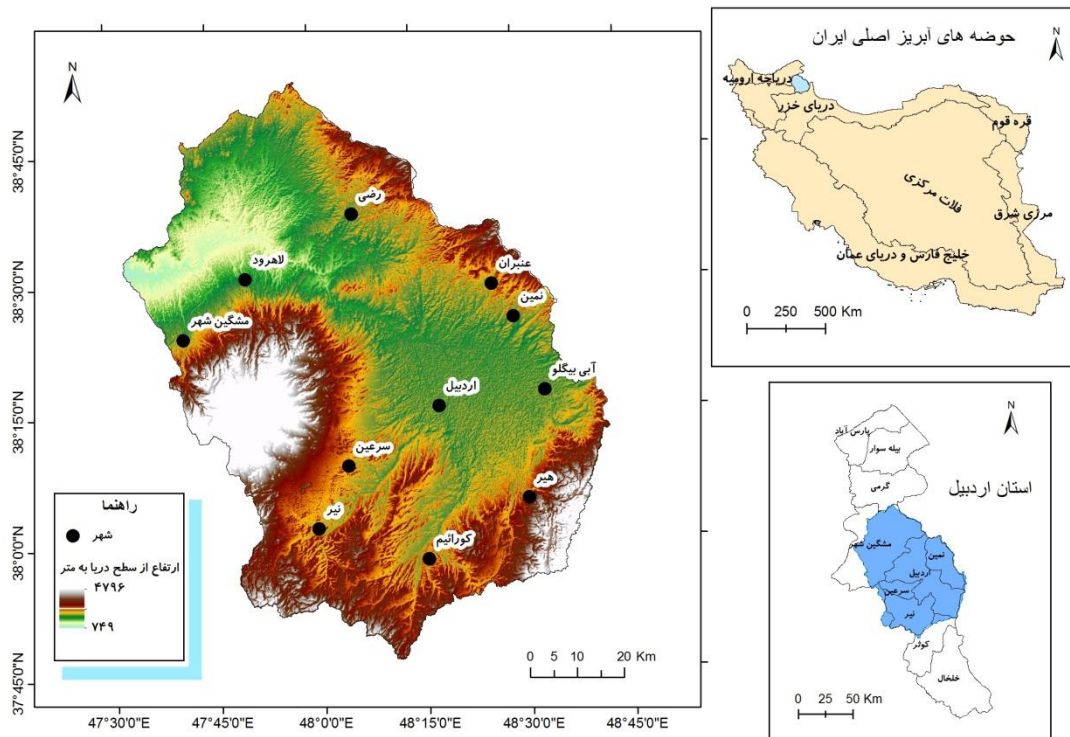 38°45'0"N
38°30'0"N
38°15'0"N
38°0'0"N
37°45'0"N
47°30'0"E
47°45'0"E
48°0'0"E
48°15'0"E
48°30'0"E
48°45'0"E
N
رضی
لاهرود
عنبران
نمین
مشگین شهر
آبی بیگلو
اردبیل
سرعین
هیر
نیر
کورائیم
راهنما
شهر
ارتفاع از سطح دریا به متر
۴۷۹۶
۷۴۹
0 5 10 20 Km
حوضه های آبریز اصلی ایران
N
دریاچه ارومیه
دریای خزر
قره قوم
فلات مرکزی
مرزی شرق
خلیج فارس و دریای عمان
0 250 500 Km
N
استان اردبیل
پارس آباد
بیله سوار
گرمی
مشگین شهر
نمین
اردبیل
سرعین
نیر
کوثر
خلخال
0 25 50 Km